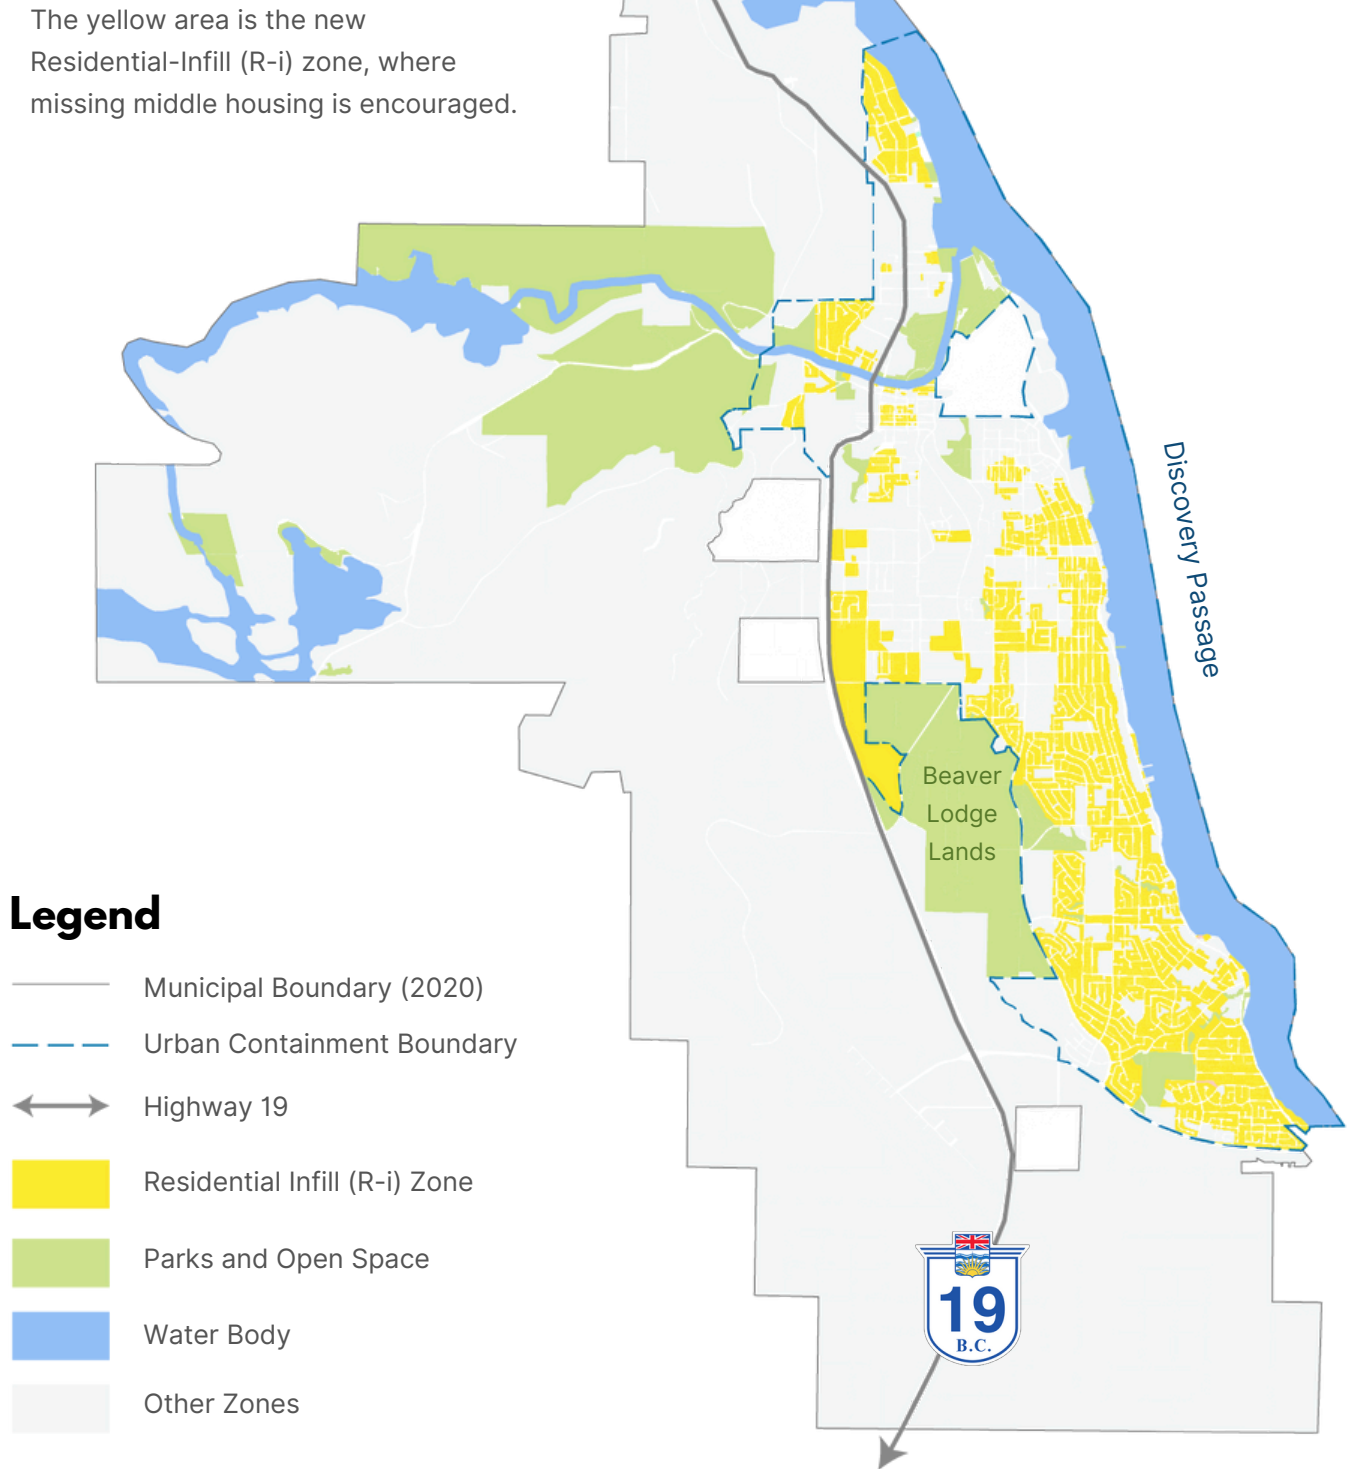 The yellow area is the new
Residential-Infill (R-i) zone, where
missing middle housing is encouraged.
Discovery Passage
Beaver
Lodge
Lands
Legend
Municipal Boundary (2020)
Urban Containment Boundary
Highway 19
Residential Infill (R-i) Zone
Parks and Open Space
Water Body
Other Zones
19
B.C.